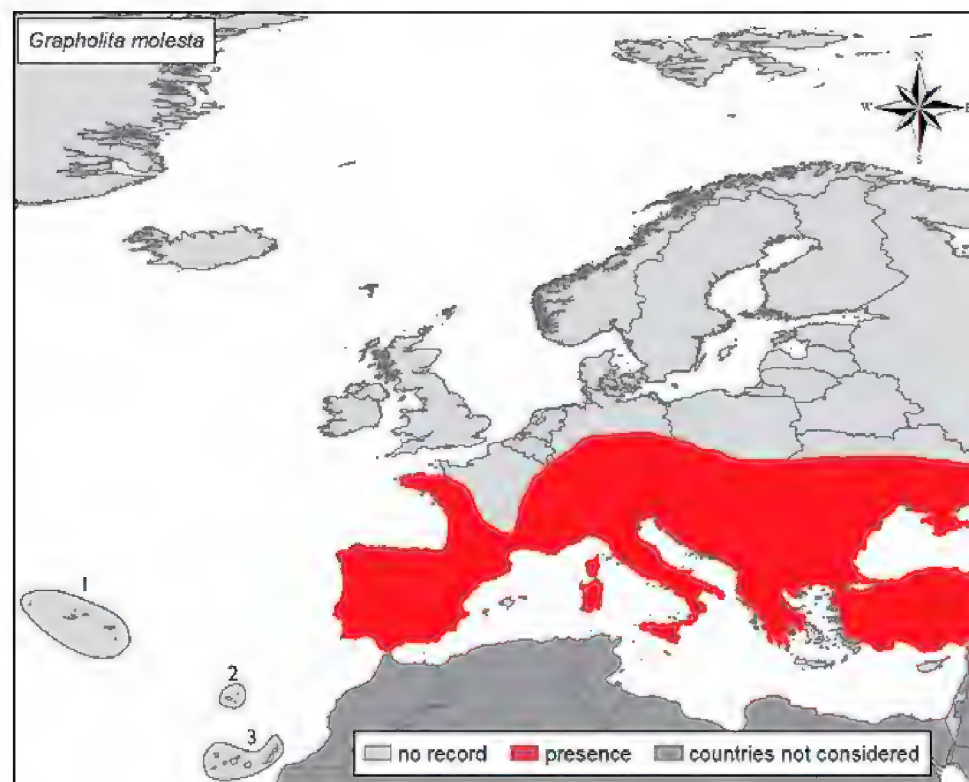 Grapholita molesta
N
W
E
S
1
2
3
no record presence countries not considered